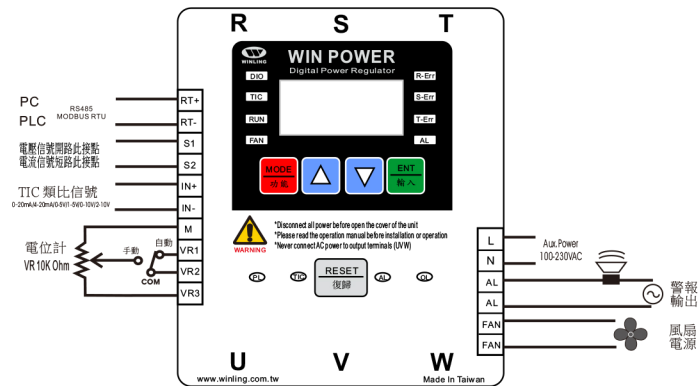 R S T
WINLING
WIN POWER
Digital Power Regulator
DIO
TIC
RUN
FAN
R-Err
S-Err
T-Err
AL
MODE
功能
ENT
輸入
WARNING
*Disconnect all power before open the cover of the unit
*Please read the operation manual before installation or operation
*Never connect AC power to output terminals (UVW)
PL
TIC
RESET
復歸
AL
OL
U V W
www.winling.com.tw
Made In Taiwan
PC
PLC
RS485
MODBUS RTU
電壓信號開路此接點
電流信號短路此接點
TIC 類比信號
0~20mA/4~20mA/0-5V/1~5V/0-10V/2-10V
電位計
VR 10K Ohm
手動
自動
COM
RT+
RT-
S1
S2
IN+
IN-
M
VR1
VR2
VR3
L
N
AL
AL
FAN
FAN
Aux.Power
100-230VAC
警報
輸出
風扇
電源